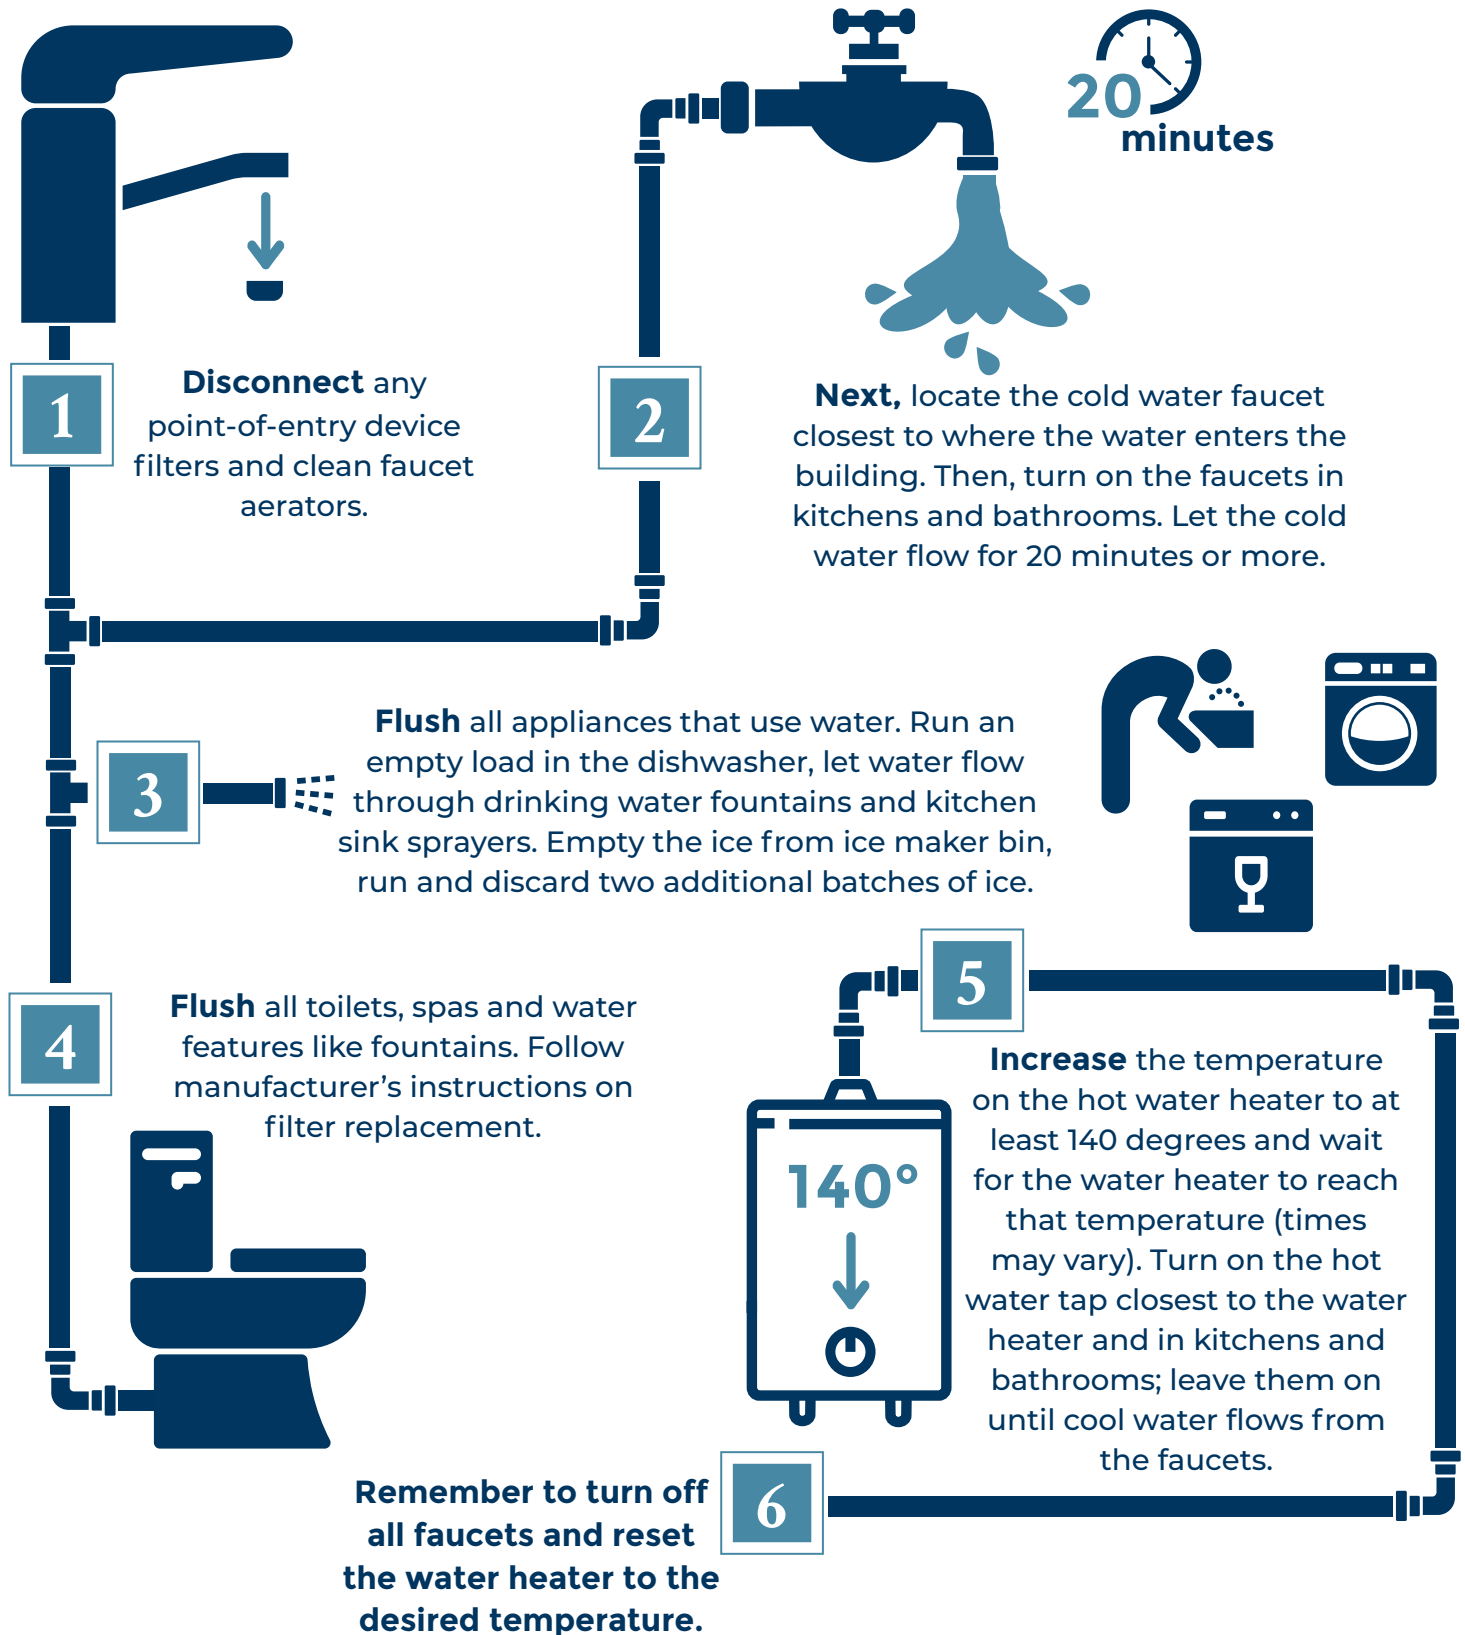 20
minutes
1
Disconnect any
point-of-entry device
filters and clean faucet
aerators.
2
Next, locate the cold water faucet
closest to where the water enters the
building. Then, turn on the faucets in
kitchens and bathrooms. Let the cold
water flow for 20 minutes or more.
3
Flush all appliances that use water. Run an
empty load in the dishwasher, let water flow
through drinking water fountains and kitchen
sink sprayers. Empty the ice from ice maker bin,
run and discard two additional batches of ice.
4
Flush all toilets, spas and water
features like fountains. Follow
manufacturer’s instructions on
filter replacement.
5
Increase the temperature
on the hot water heater to at
least 140 degrees and wait
for the water heater to reach
that temperature (times
may vary). Turn on the hot
water tap closest to the water
heater and in kitchens and
bathrooms; leave them on
until cool water flows from
the faucets.
140°
6
Remember to turn off
all faucets and reset
the water heater to the
desired temperature.